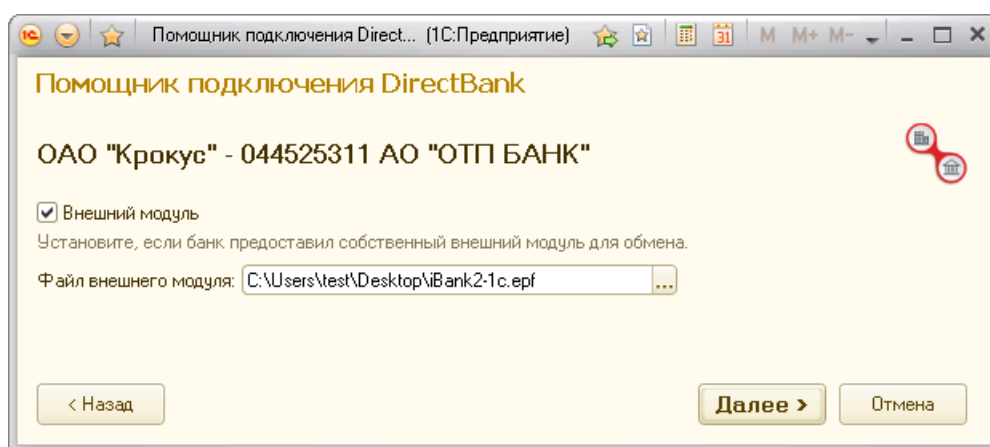 Помощник подключения Direct... (1С:Предприятие) 31 M M+ M-
Помощник подключения DirectBank
ОАО "Крокус" - 044525311 АО "ОТП БАНК"
Внешний модуль
Установите, если банк предоставил собственный внешний модуль для обмена.
Файл внешнего модуля: C:\Users\test\Desktop\iBank2-1c.epf ...
< Назад Далее > Отмена